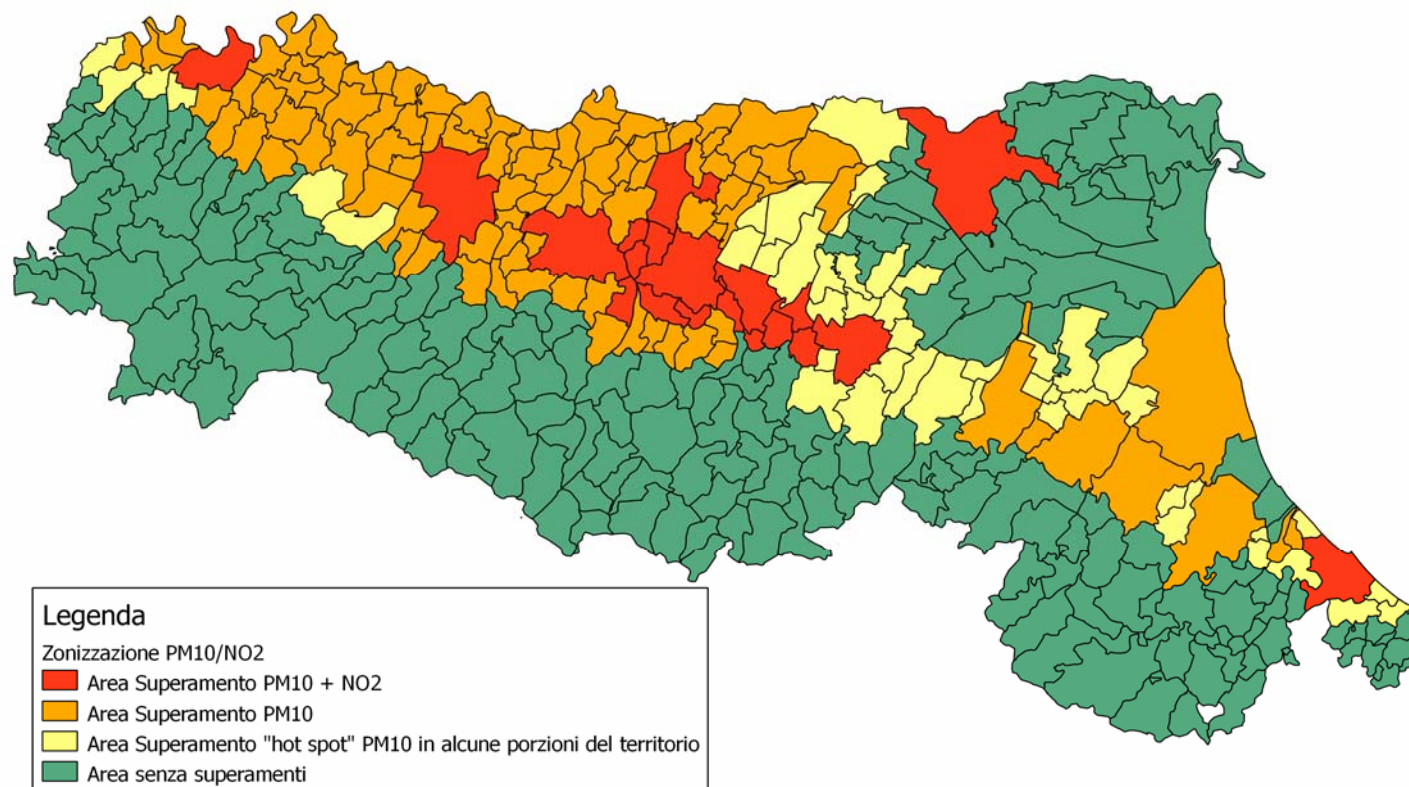 Legenda
Zonizzazione PM10/NO2
Area Superamento PM10 + NO2
Area Superamento PM10
Area Superamento "hot spot" PM10 in alcune porzioni del territorio
Area senza superamenti